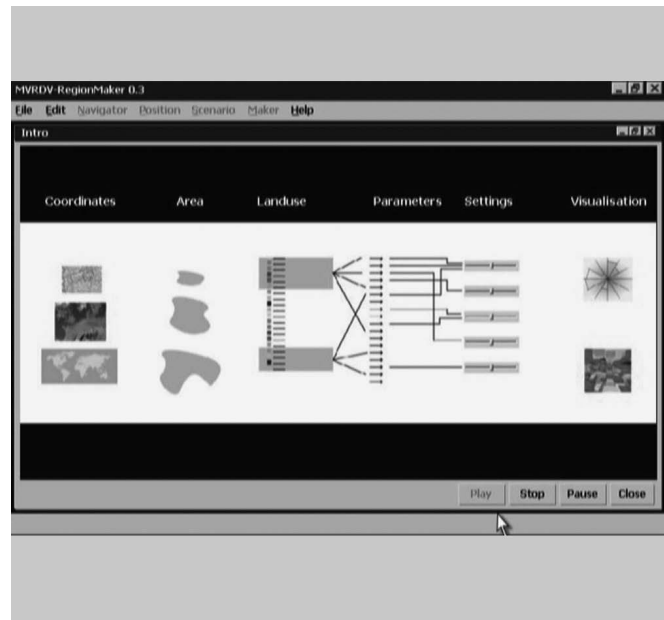 MVRDV-RegionMaker 0.3
File Edit Navigator Position Scenario Maker Help
Intro
Coordinates Area Landuse Parameters Settings Visualisation
Play Stop Pause Close